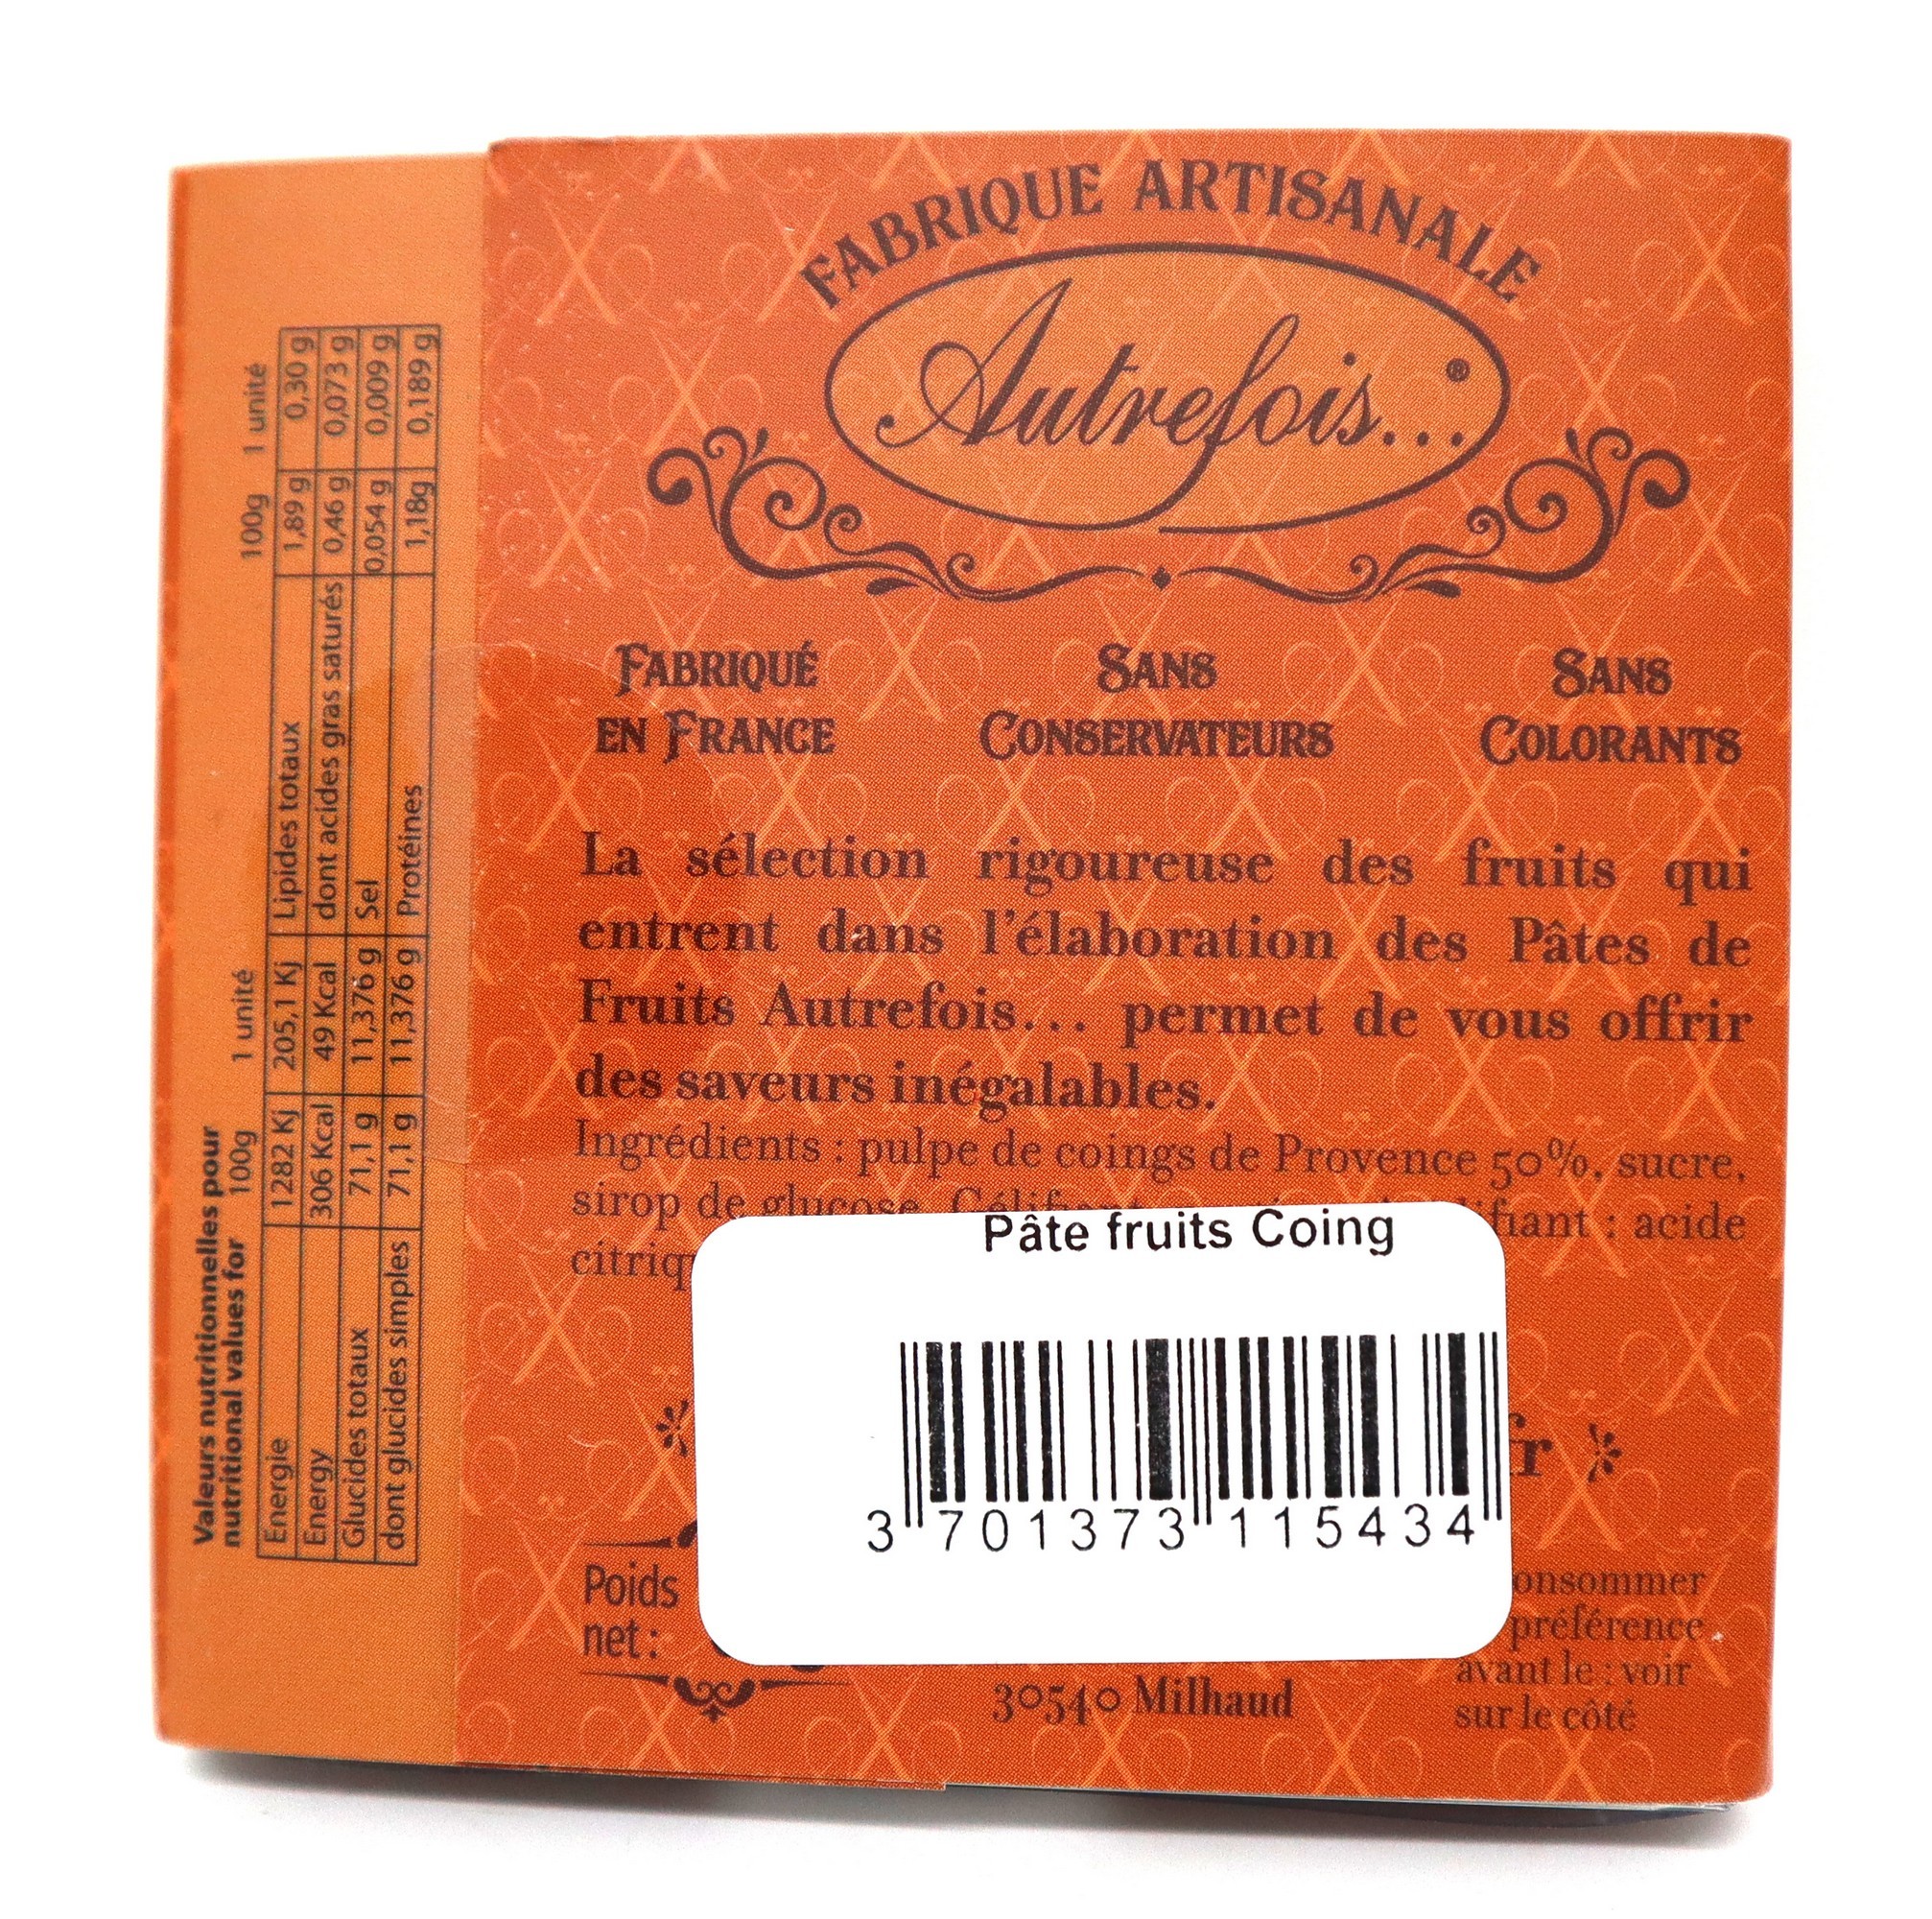 FABRIQUE ARTISANALE
Autrefois...®
FABRIQUÉ
EN FRANCE
SANS
CONSERVATEURS
SANS
COLORANTS
La sélection rigoureuse des fruits qui
entrent dans l'élaboration des Pâtes de
Fruits Autrefois... permet de vous offrir
des saveurs inégalables.
Ingrédients : pulpe de coings de Provence 50%, sucre,
sirop de glucose. : acide
Pâte fruits Coing
3 701373 115434
Poids
net :
30540 Milhaud
préférence
avant le : voir
sur le côté
Valeurs nutritionnelles pour
nutritional values for 100g 1 unité 100g 1 unité
Energie 1282 Kj 205,1 Kj Lipides totaux 1,89 g 0,30 g
Energy 306 Kcal 49 Kcal dont acides gras saturés 0,46 g 0,073 g
Glucides totaux 71,1 g 11,376 g Sel 0,054 g 0,009 g
dont glucides simples 71,1 g 11,376 g Protéines 1,18g 0,189 g